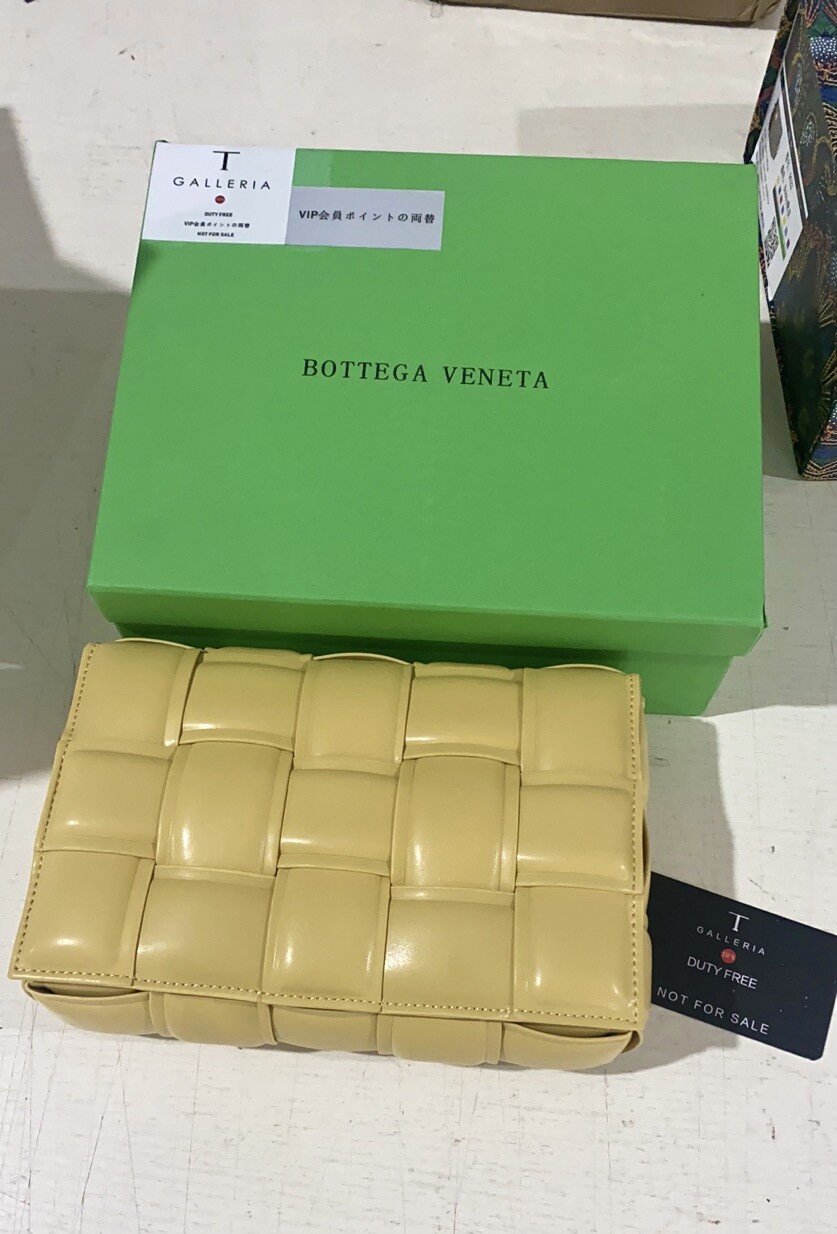 T
GALLERIA
DFS
DUTY FREE
VIP会員ポイントの両替
NOT FOR SALE
VIP会員ポイントの両替
BOTTEGA VENETA
T
GALLERIA
DFS
DUTY FREE
NOT FOR SALE